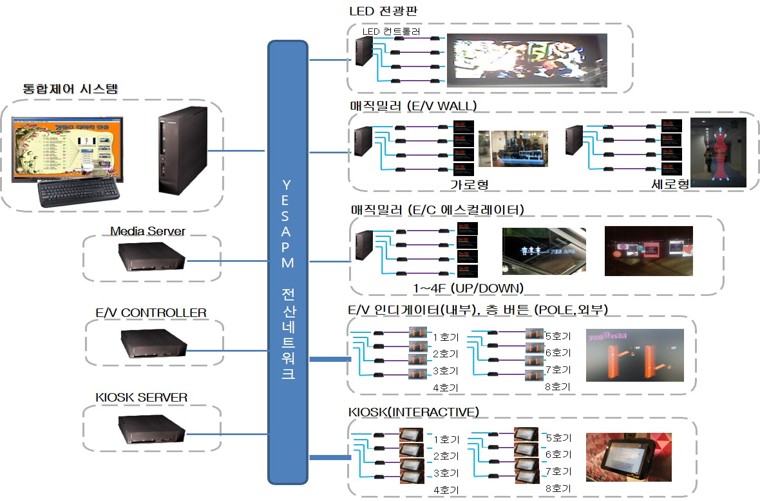 LED 전광판
LED 컨트롤러
통합제어 시스템
매직밀러 (E/V WALL)
가로형
세로형
Media Server
매직밀러 (E/C 에스컬레이터)
1~4F (UP/DOWN)
E/V CONTROLLER
E/V 인디게이터(내부), 층 버튼 (POLE,외부)
1호기
2호기
3호기
4호기
5호기
6호기
7호기
8호기
KIOSK SERVER
KIOSK(INTERACTIVE)
1호기
2호기
3호기
4호기
5호기
6호기
7호기
8호기
YESAPM 전산네트워크